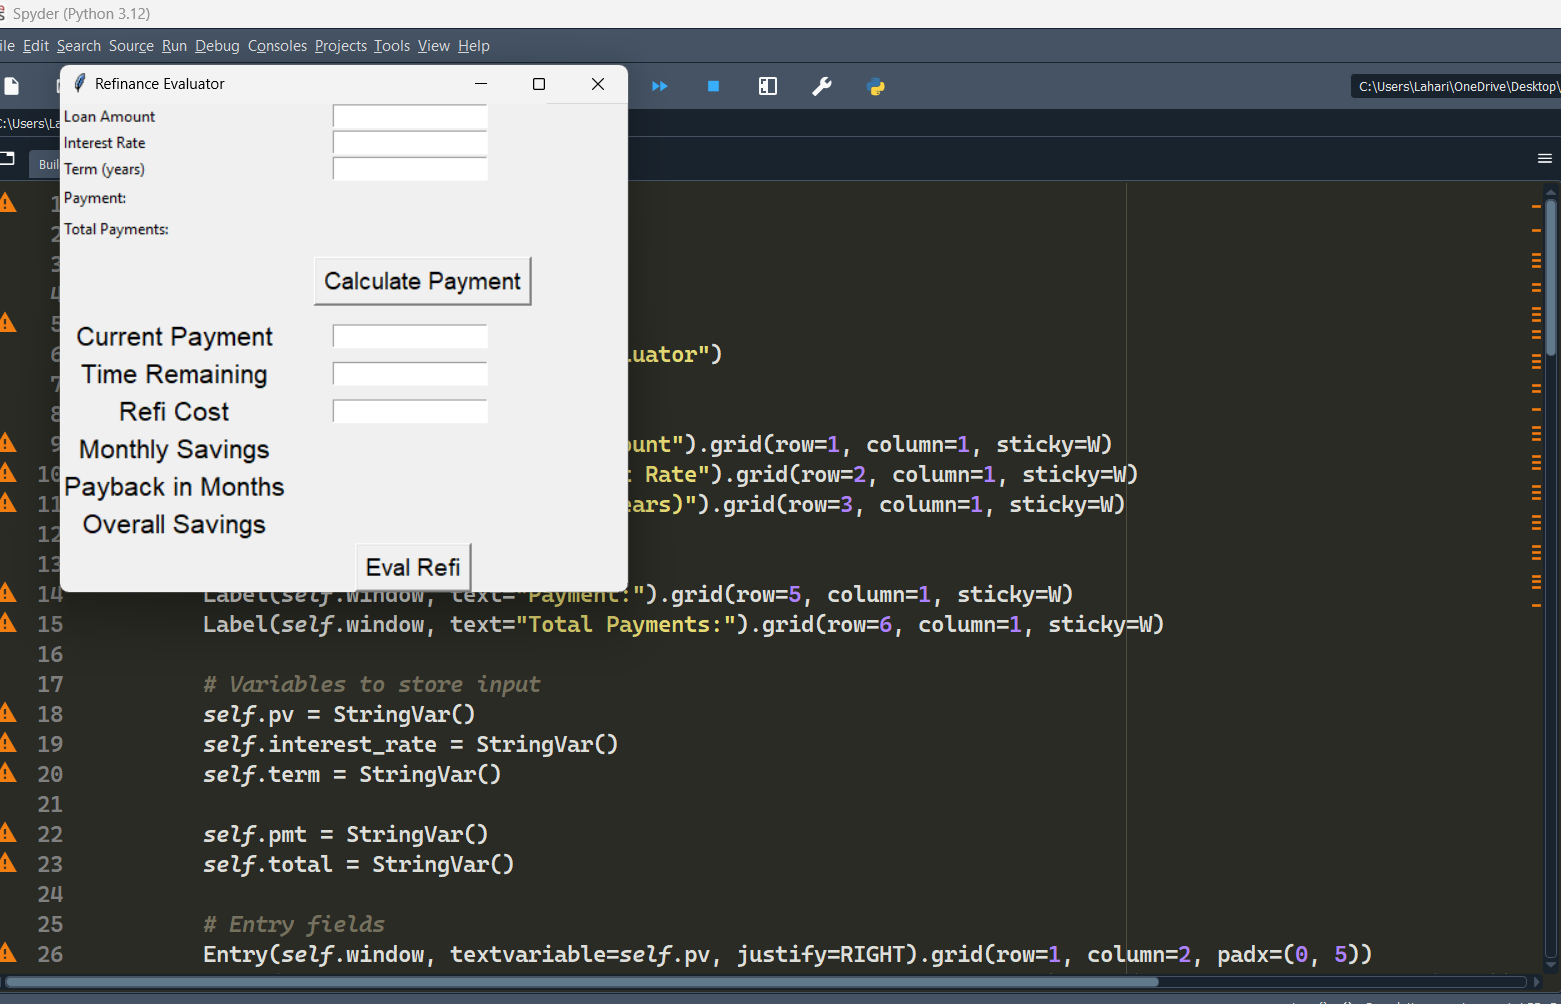 Spyder (Python 3.12)
ile Edit Search Source Run Debug Consoles Projects Tools View Help
Refinance Evaluator
C:\Users\Lahari\OneDrive\Desktop\
:\Users\La
Buil
Loan Amount
Interest Rate
Term (years)
Payment:
Total Payments:
Calculate Payment
Current Payment
Time Remaining
Refi Cost
Monthly Savings
Payback in Months
Overall Savings
Eval Refi
1
2
3
4
5
6 luator")
7
8
9 ount").grid(row=1, column=1, sticky=W)
10 t Rate").grid(row=2, column=1, sticky=W)
11 ears)").grid(row=3, column=1, sticky=W)
12
13
14 Label(self.window, text="Payment:").grid(row=5, column=1, sticky=W)
15 Label(self.window, text="Total Payments:").grid(row=6, column=1, sticky=W)
16
17 # Variables to store input
18 self.pv = StringVar()
19 self.interest_rate = StringVar()
20 self.term = StringVar()
21
22 self.pmt = StringVar()
23 self.total = StringVar()
24
25 # Entry fields
26 Entry(self.window, textvariable=self.pv, justify=RIGHT).grid(row=1, column=2, padx=(0, 5))